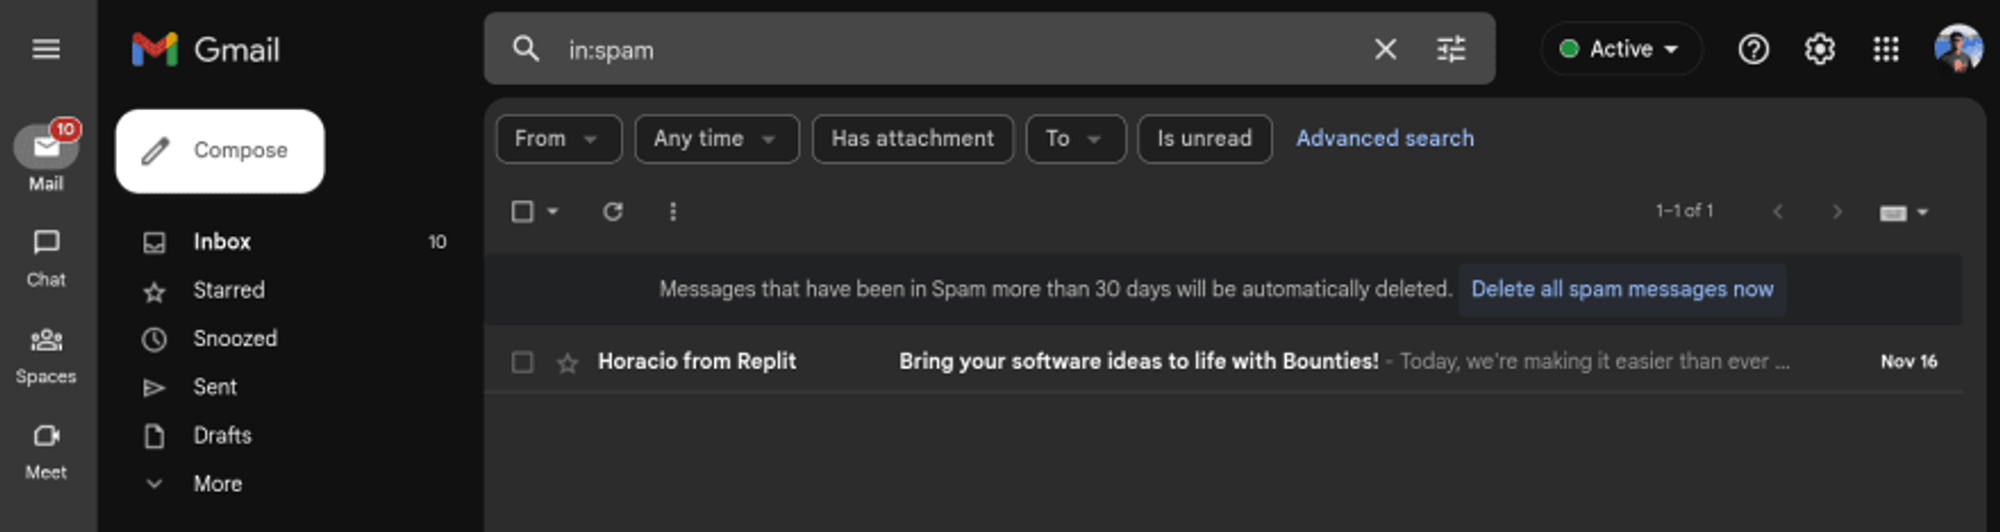 Gmail
in:spam
Active
10
Mail
Chat
Spaces
Meet
Compose
Inbox 10
Starred
Snoozed
Sent
Drafts
More
From Any time Has attachment To Is unread Advanced search
1–1 of 1
Messages that have been in Spam more than 30 days will be automatically deleted. Delete all spam messages now
Horacio from Replit Bring your software ideas to life with Bounties! - Today, we're making it easier than ever ... Nov 16